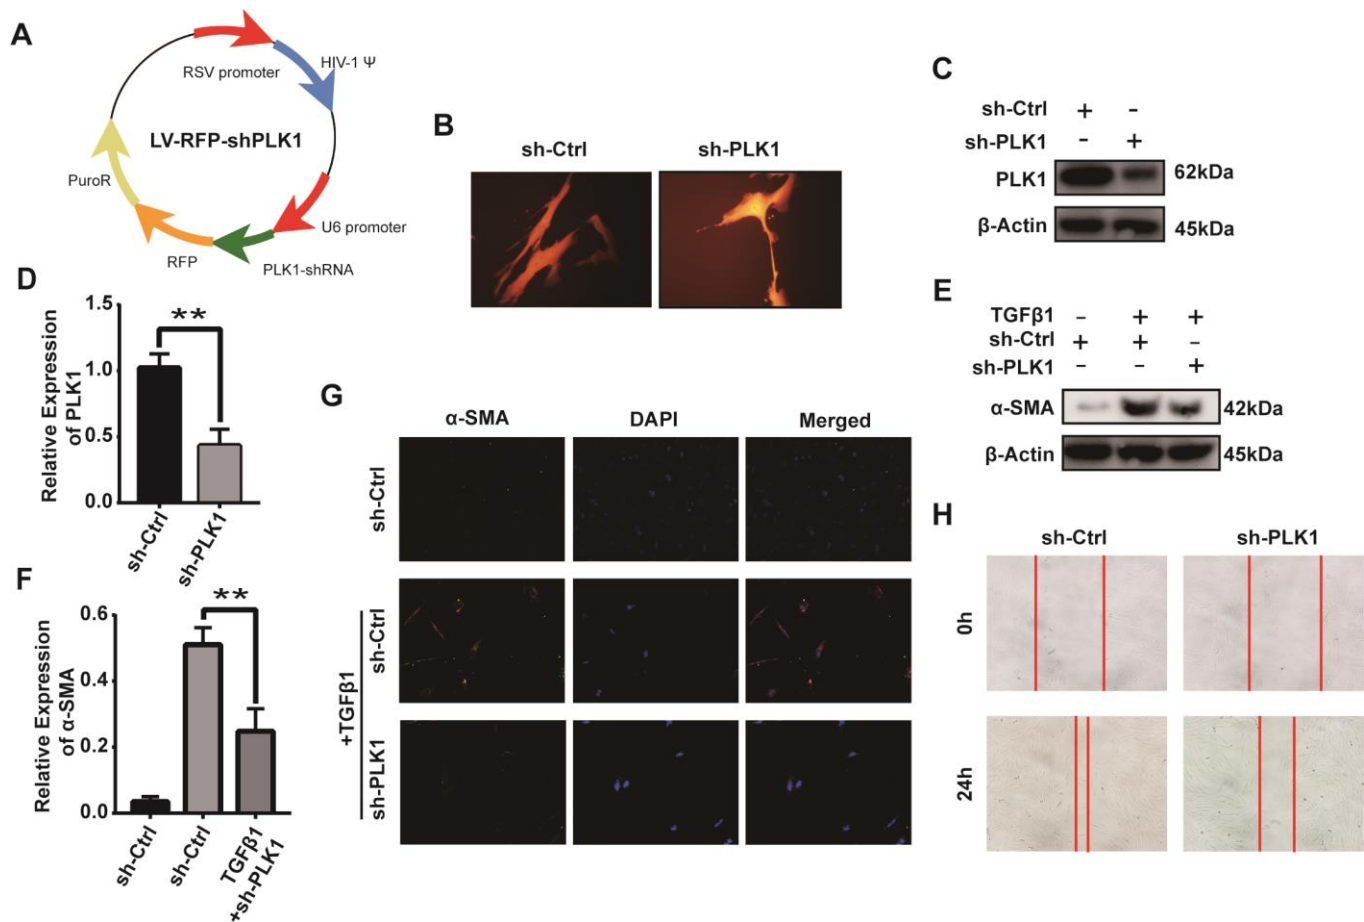 A
RSV promoter
HIV-1 Ψ
LV-RFP-shPLK1
PuroR
U6 promoter
RFP
PLK1-shRNA
B
sh-Ctrl
sh-PLK1
C
sh-Ctrl + -
sh-PLK1 - +
PLK1
62kDa
β-Actin
45kDa
D
Relative Expression
of PLK1
1.5
1.0
0.5
0.0
**
sh-Ctrl
sh-PLK1
E
TGFβ1 - + +
sh-Ctrl + + -
sh-PLK1 - - +
α-SMA
42kDa
β-Actin
45kDa
F
Relative Expression
of α-SMA
0.6
0.4
0.2
0.0
**
sh-Ctrl
sh-Ctrl
TGFβ1
+sh-PLK1
G
α-SMA
DAPI
Merged
sh-Ctrl
+TGFβ1
sh-Ctrl
sh-PLK1
H
sh-Ctrl
sh-PLK1
0h
24h